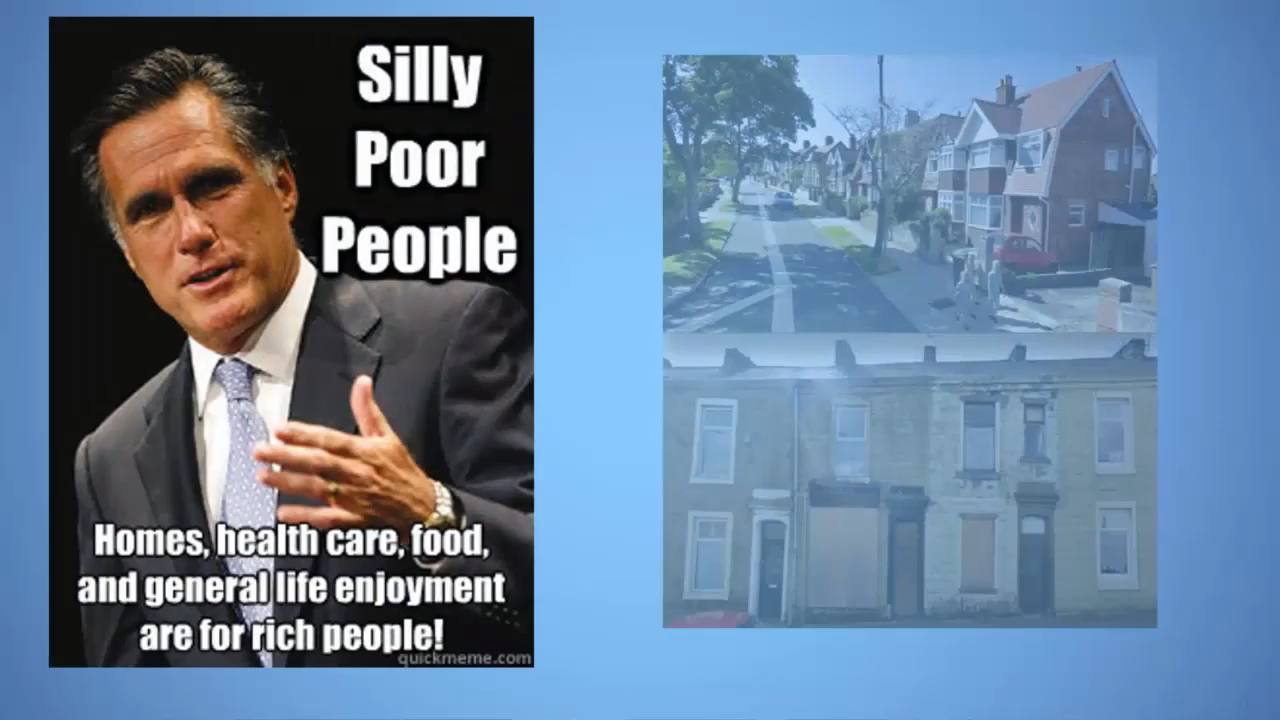 Silly
Poor
People
Homes, health care, food,
and general life enjoyment
are for rich people!
quickmeme.com